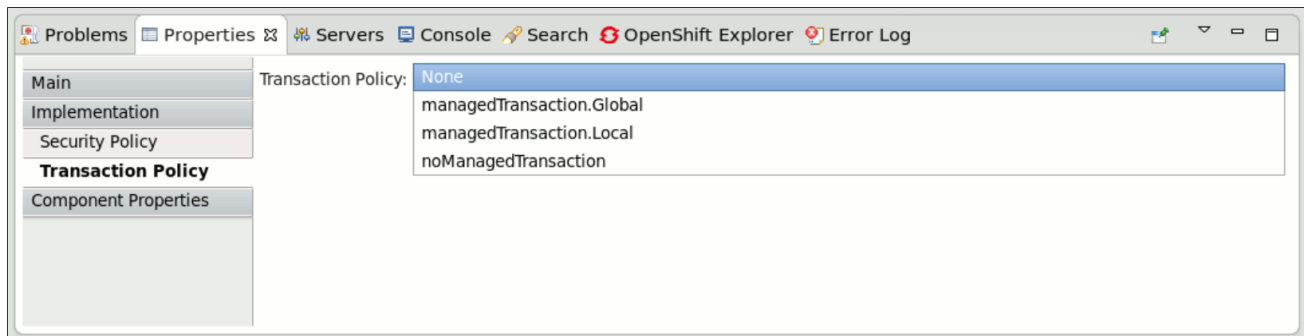 Problems Properties Servers Console Search OpenShift Explorer Error Log
Main
Implementation
Security Policy
Transaction Policy
Component Properties
Transaction Policy: None
managedTransaction.Global
managedTransaction.Local
noManagedTransaction